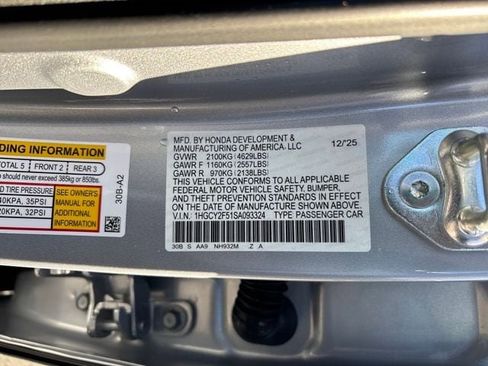 DING INFORMATION
TOTAL 5 FRONT 2 REAR 3
should never exceed 385kg or 850lbs.
TIRE PRESSURE
0KPA, 35PSI
20KPA, 32PSI
SEE OWNERS
MANUAL FOR
ADDITIONAL
INFORMATION
30B-A2
MFD. BY HONDA DEVELOPMENT &
MANUFACTURING OF AMERICA. LLC
12/'25
GVWR 2100KG (4629LBS)
GAWR F 1160KG (2557LBS)
GAWR R 970KG (2138LBS)
THIS VEHICLE CONFORMS TO ALL APPLICABLE
FEDERAL MOTOR VEHICLE SAFETY, BUMPER,
AND THEFT PREVENTION STANDARDS IN EFFECT
ON THE DATE OF MANUFACTURE SHOWN ABOVE.
V.I.N. 1HGCY2F51SA093324 TYPE PASSENGER CAR
30B S AA9 NH932M Z A